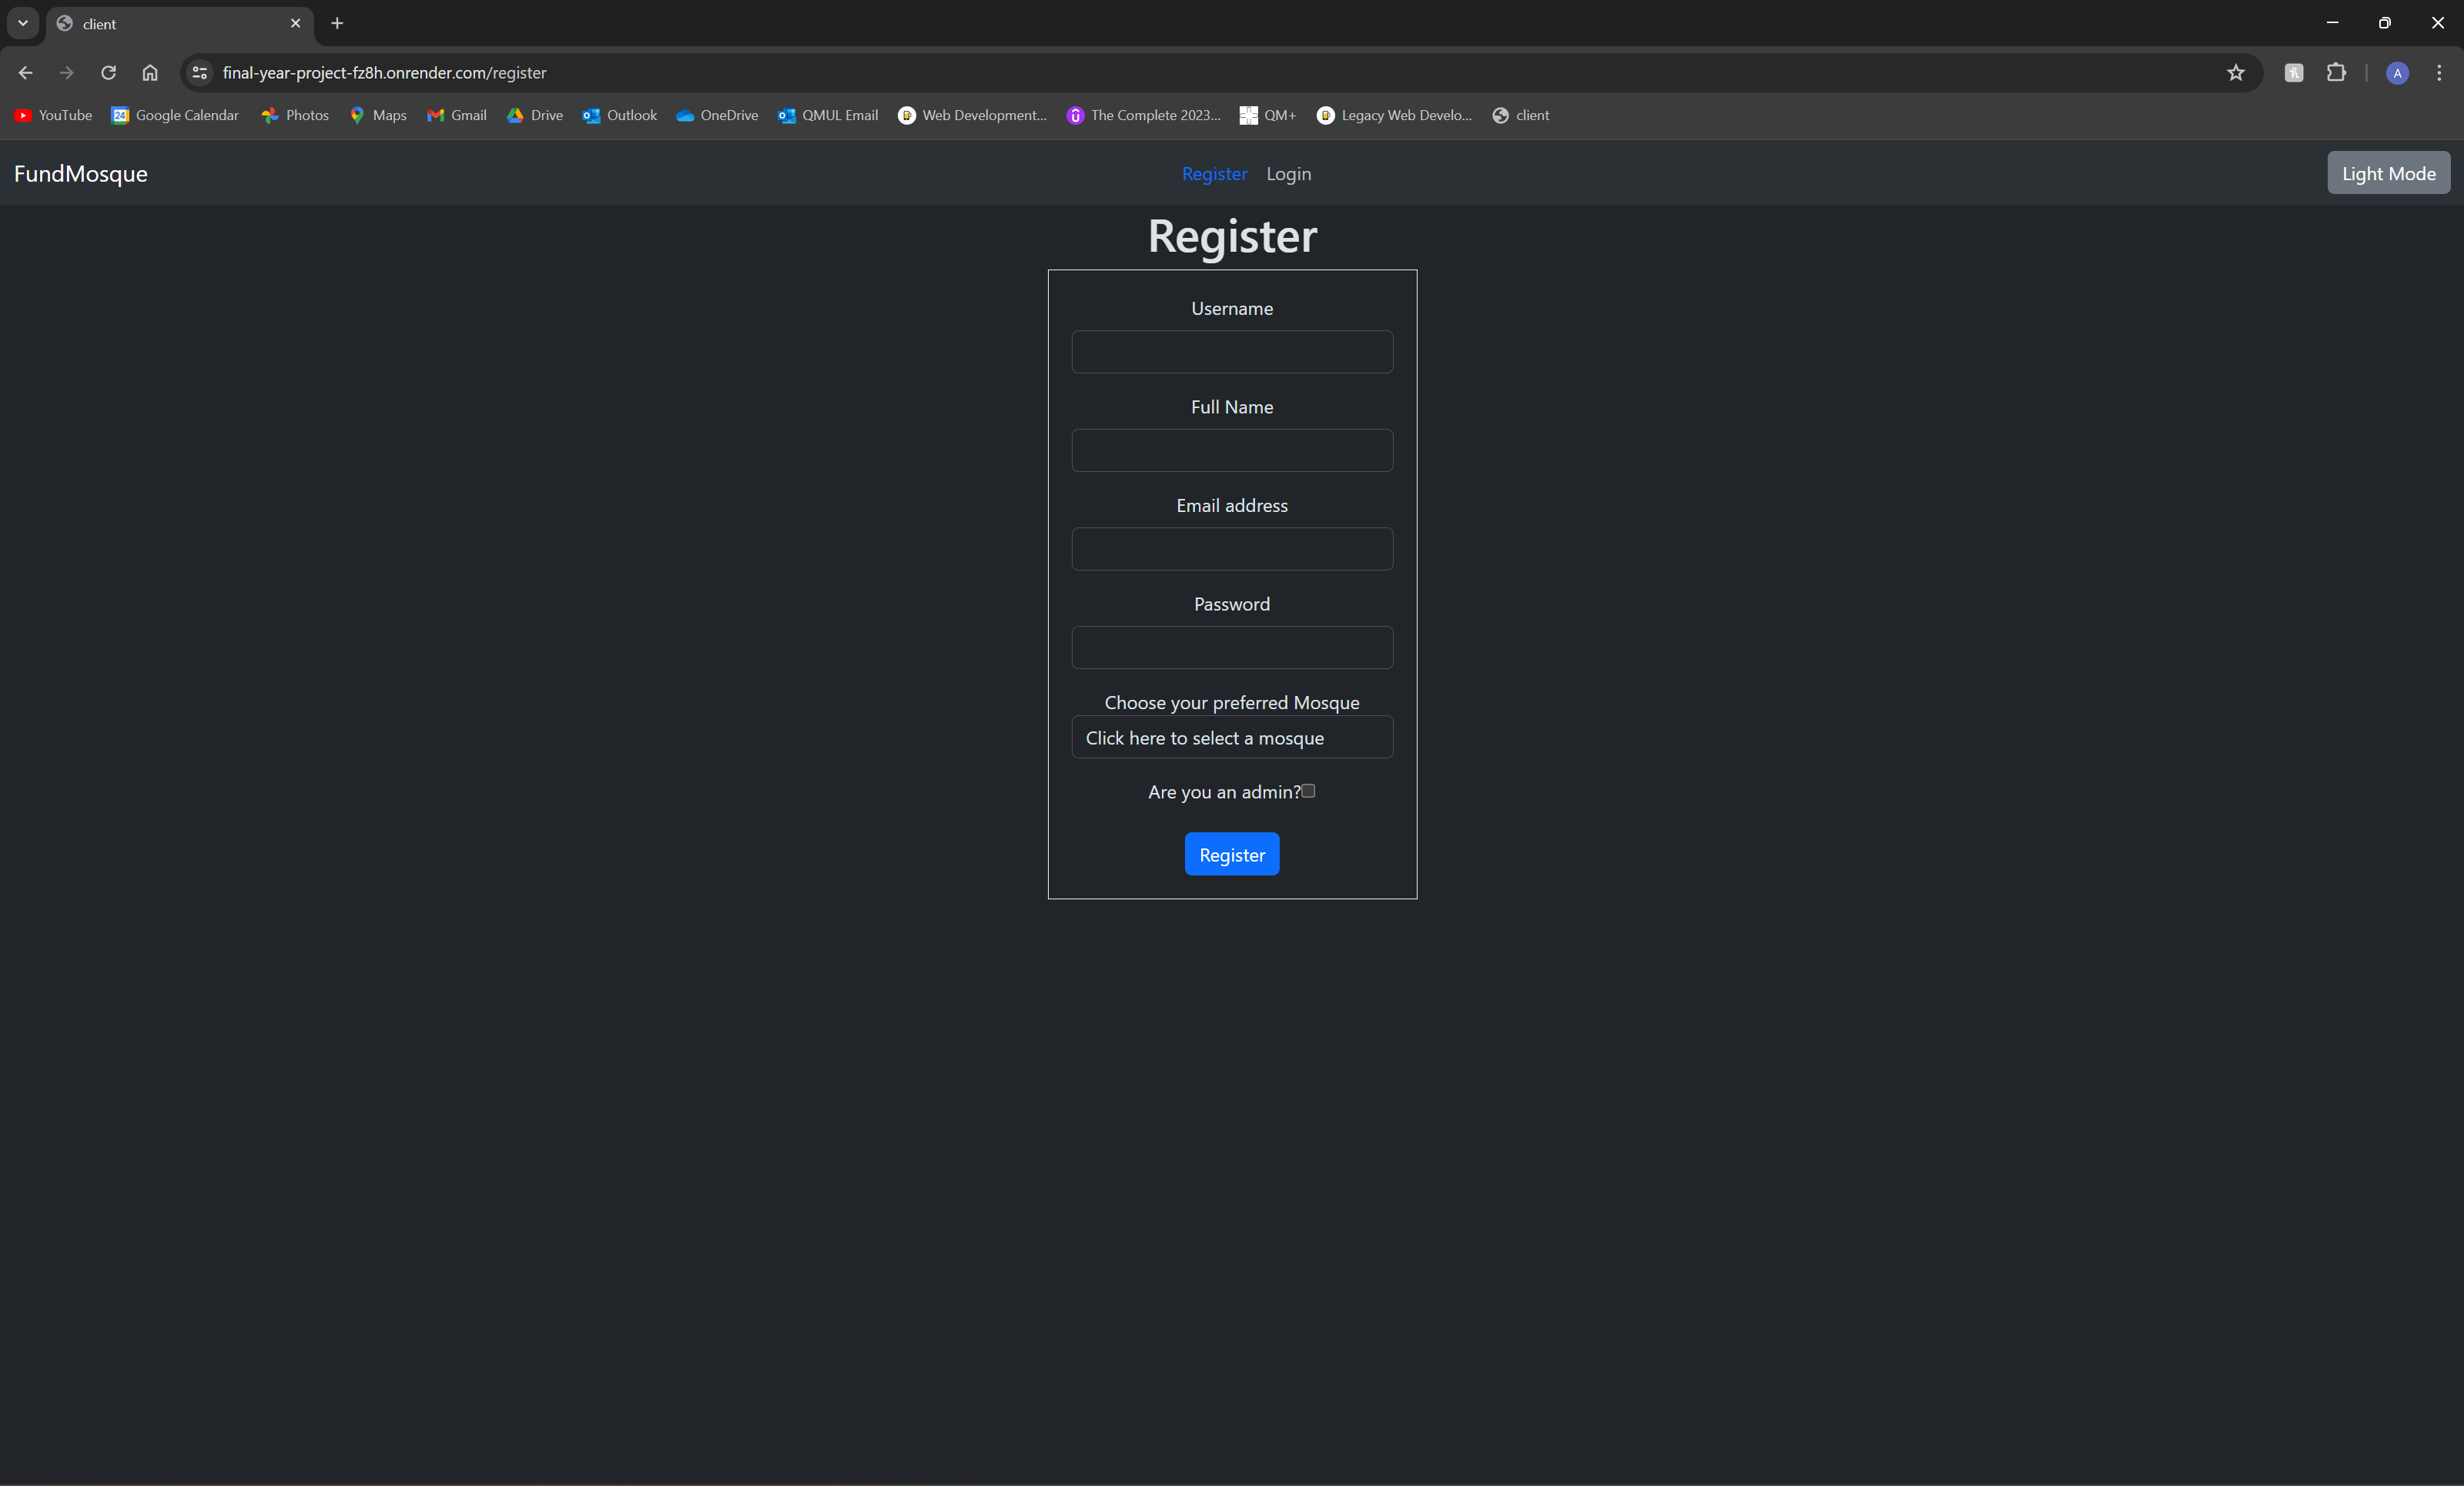 client
final-year-project-fz8h.onrender.com/register
A
YouTube 24 Google Calendar Photos Maps Gmail Drive Outlook OneDrive QMUL Email Web Development... The Complete 2023... QM+ Legacy Web Develo... client
FundMosque Register Login Light Mode
Register
Username
Full Name
Email address
Password
Choose your preferred Mosque
Click here to select a mosque
Are you an admin?
Register